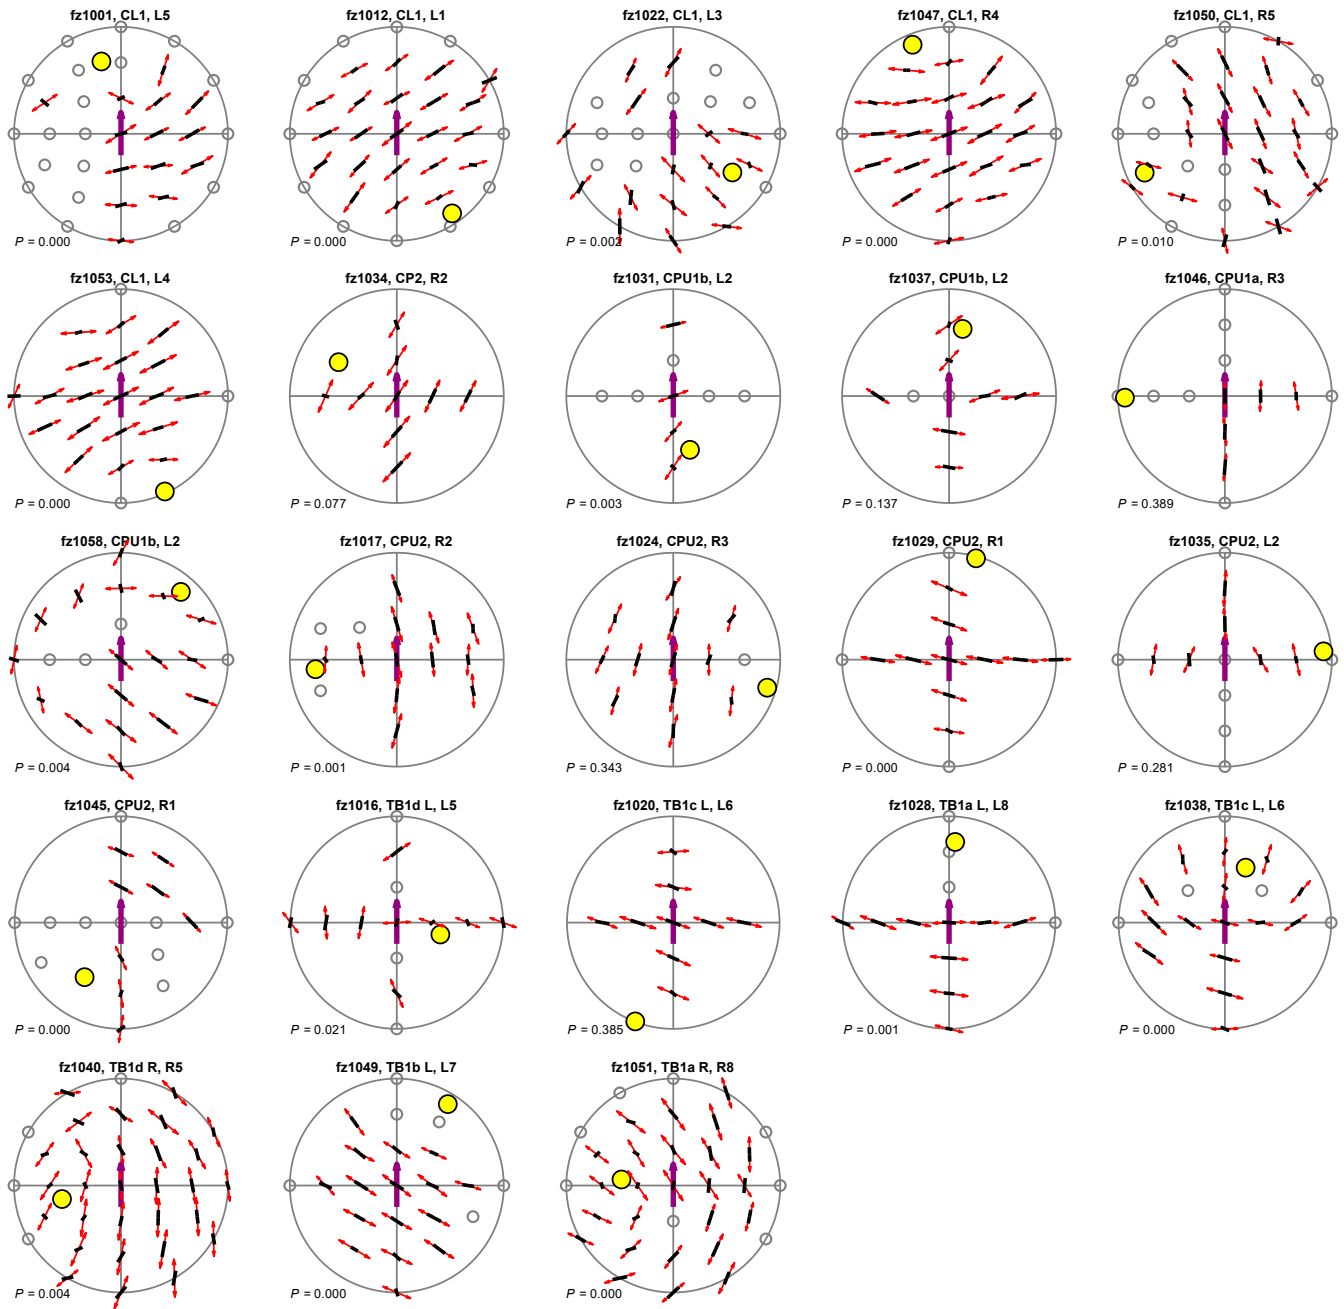 fz1001, CL1, L5
fz1012, CL1, L1
fz1022, CL1, L3
fz1047, CL1, R4
fz1050, CL1, R5
P = 0.000
P = 0.000
P = 0.002
P = 0.000
P = 0.010
fz1053, CL1, L4
fz1034, CP2, R2
fz1031, CPU1b, L2
fz1037, CPU1b, L2
fz1046, CPU1a, R3
P = 0.000
P = 0.077
P = 0.003
P = 0.137
P = 0.389
fz1058, CPU1b, L2
fz1017, CPU2, R2
fz1024, CPU2, R3
fz1029, CPU2, R1
fz1035, CPU2, L2
P = 0.004
P = 0.001
P = 0.343
P = 0.000
P = 0.281
fz1045, CPU2, R1
fz1016, TB1d L, L5
fz1020, TB1c L, L6
fz1028, TB1a L, L8
fz1038, TB1c L, L6
P = 0.000
P = 0.021
P = 0.385
P = 0.001
P = 0.000
fz1040, TB1d R, R5
fz1049, TB1b L, L7
fz1051, TB1a R, R8
P = 0.004
P = 0.000
P = 0.000